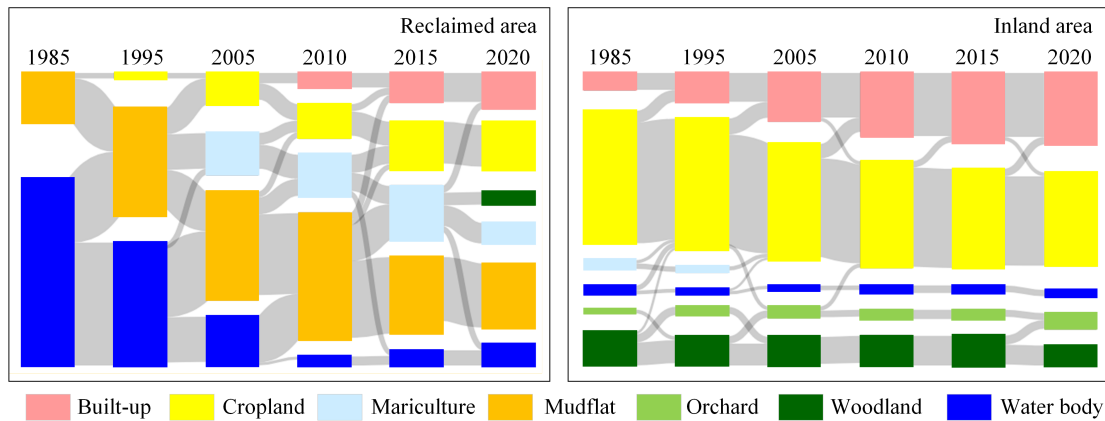 Reclaimed area
1985 1995 2005 2010 2015 2020
Inland area
1985 1995 2005 2010 2015 2020
Built-up Cropland Mariculture Mudflat Orchard Woodland Water body